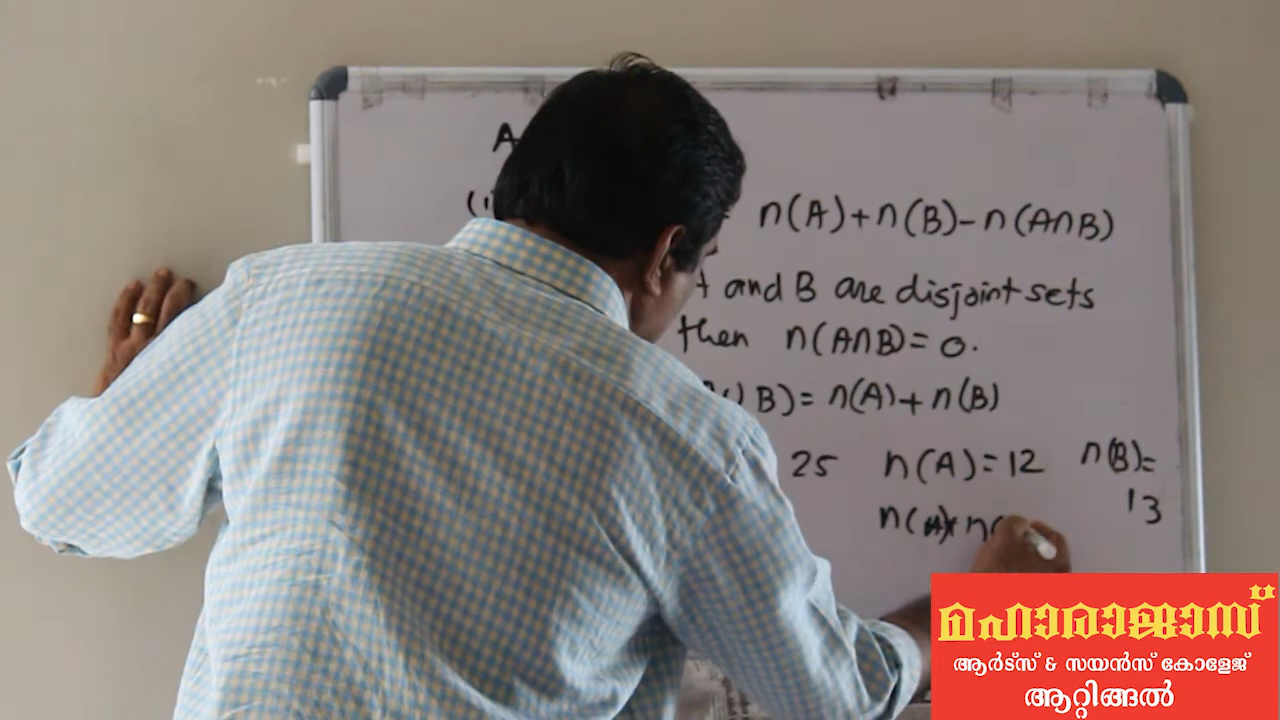 A
(i
n(A)+n(B)-n(A∩B)
A and B are disjoint sets
then n(A∩B)=0.
B)= n(A)+n(B)
25 n(A)=12 n(B)=
13
n(A)+n(
മഹാരാജാസ്
ആർട്സ് & സയൻസ് കോളേജ്
ആറ്റിങ്ങൽ